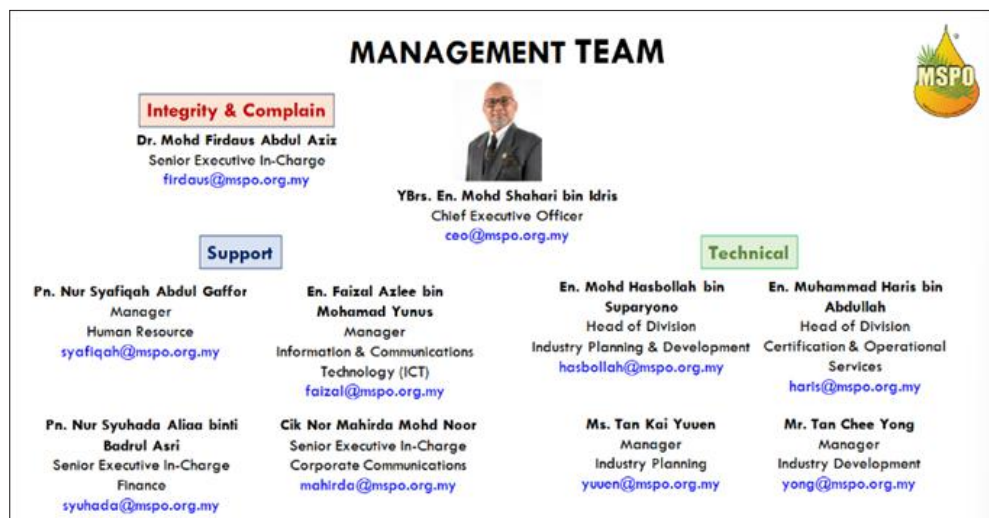 MANAGEMENT TEAM
MSPO
Integrity & Complain
Dr. Mohd Firdaus Abdul Aziz
Senior Executive In-Charge
firdaus@mspo.org.my
YBrs. En. Mohd Shahari bin Idris
Chief Executive Officer
ceo@mspo.org.my
Support
Pn. Nur Syafiqah Abdul Gaffor
Manager
Human Resource
syafiqah@mspo.org.my
En. Faizal Azlee bin
Mohamad Yunus
Manager
Information & Communications
Technology (ICT)
faizal@mspo.org.my
Pn. Nur Syuhada Aliaa binti
Badrul Asri
Senior Executive In-Charge
Finance
syuhada@mspo.org.my
Cik Nor Mahirda Mohd Noor
Senior Executive In-Charge
Corporate Communications
mahirda@mspo.org.my
Technical
En. Mohd Hasbollah bin
Suparyono
Head of Division
Industry Planning & Development
hasbollah@mspo.org.my
En. Muhammad Haris bin
Abdullah
Head of Division
Certification & Operational
Services
haris@mspo.org.my
Ms. Tan Kai Yuuen
Manager
Industry Planning
yuuen@mspo.org.my
Mr. Tan Chee Yong
Manager
Industry Development
yong@mspo.org.my